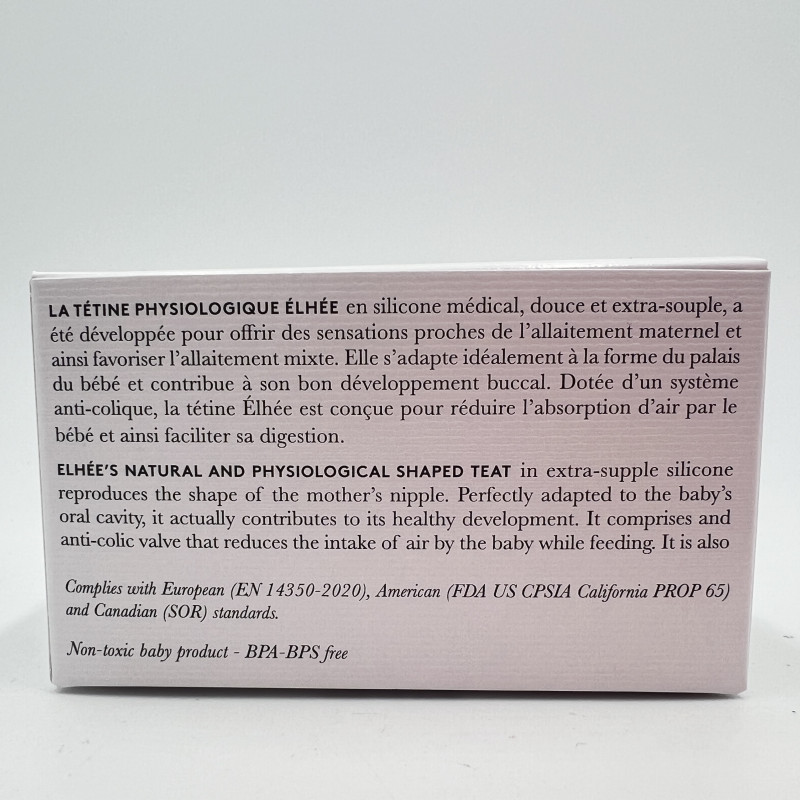 LA TÉTINE PHYSIOLOGIQUE ÉLHÉE en silicone médical, douce et extra-souple, a
été développée pour offrir des sensations proches de l'allaitement maternel et
ainsi favoriser l'allaitement mixte. Elle s'adapte idéalement à la forme du palais
du bébé et contribue à son bon développement buccal. Dotée d'un système
anti-colique, la tétine Élhée est conçue pour réduire l'absorption d'air par le
bébé et ainsi faciliter sa digestion.
ELHÉE'S NATURAL AND PHYSIOLOGICAL SHAPED TEAT in extra-supple silicone
reproduces the shape of the mother's nipple. Perfectly adapted to the baby's
oral cavity, it actually contributes to its healthy development. It comprises and
anti-colic valve that reduces the intake of air by the baby while feeding. It is also
Complies with European (EN 14350-2020), American (FDA US CPSIA California PROP 65)
and Canadian (SOR) standards.
Non-toxic baby product - BPA-BPS free